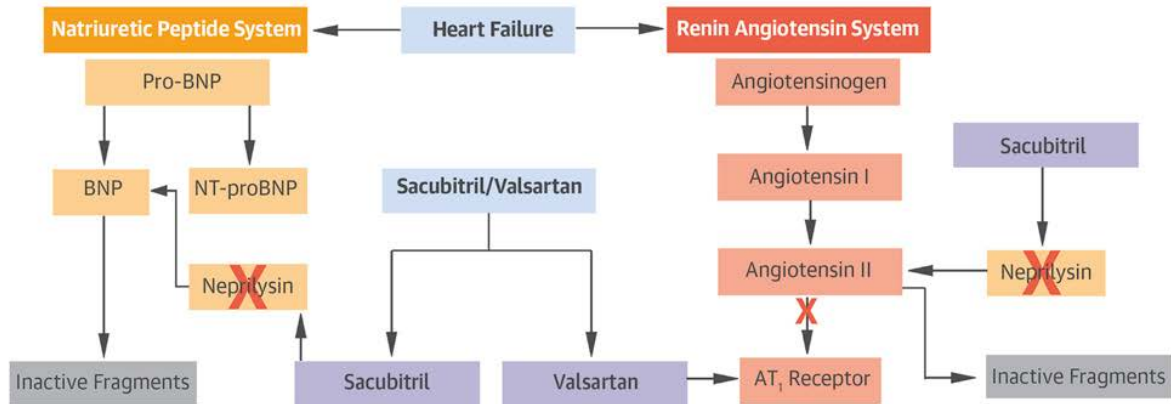 Natriuretic Peptide System
Heart Failure
Renin Angiotensin System
Pro-BNP
Angiotensinogen
Sacubitril
BNP
NT-proBNP
Sacubitril/Valsartan
Angiotensin I
Neprilysin
X
Angiotensin II
Neprilysin
X
X
Inactive Fragments
Sacubitril
Valsartan
AT₁ Receptor
Inactive Fragments